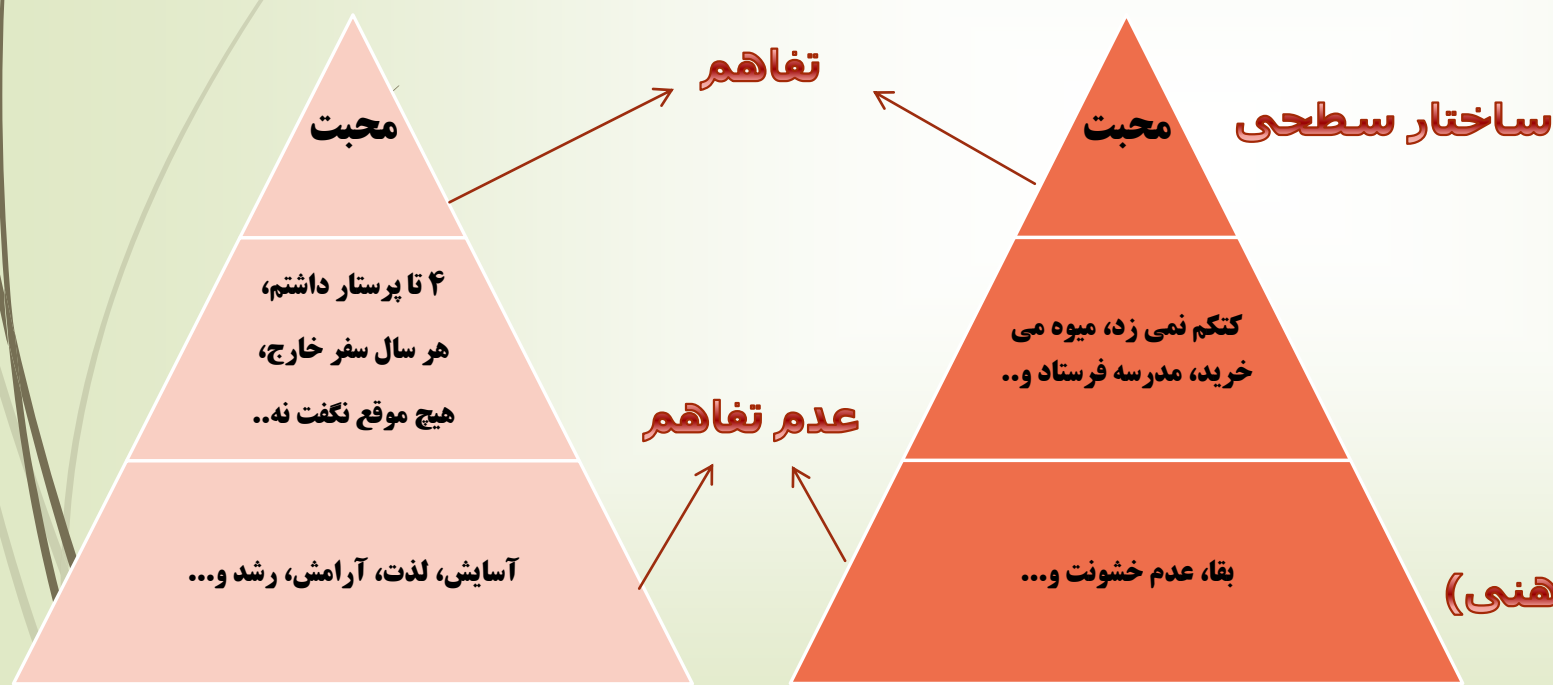 تفاهم
محبت
محبت
ساختار سطحی
۴ تا پرستار داشتم،
هر سال سفر خارج،
هیچ موقع نگفت نه..
کتکم نمی زد، میوه می
خرید، مدرسه فرستاد و..
عدم تفاهم
آسایش، لذت، آرامش، رشد و...
بقا، عدم خشونت و...
هنی)